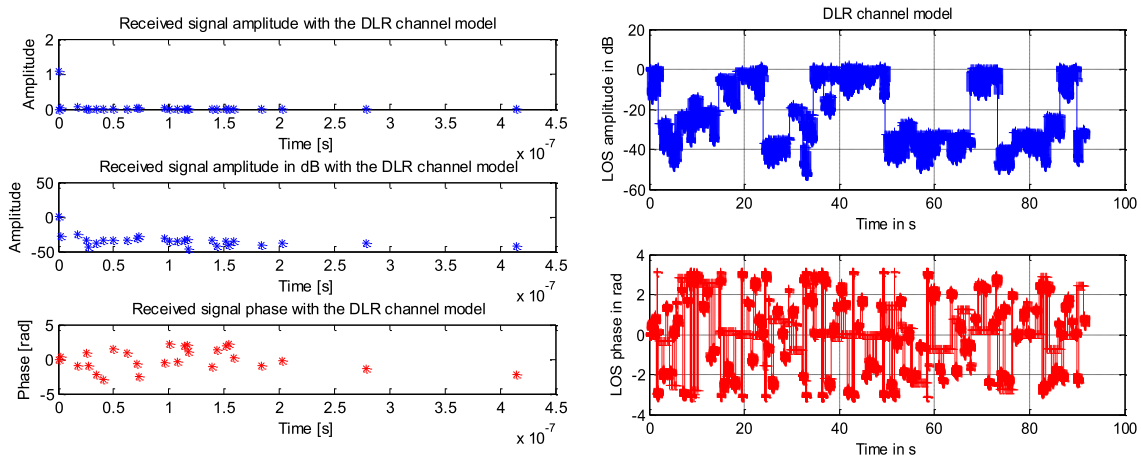 Received signal amplitude with the DLR channel model
Amplitude
2
1
0
0 0.5 1 1.5 2 2.5 3 3.5 4 4.5
Time [s]
x 10-7
Received signal amplitude in dB with the DLR channel model
Amplitude
50
0
-50
0 0.5 1 1.5 2 2.5 3 3.5 4 4.5
Time [s]
x 10-7
Received signal phase with the DLR channel model
Phase [rad]
5
0
-5
0 0.5 1 1.5 2 2.5 3 3.5 4 4.5
Time [s]
x 10-7
DLR channel model
LOS amplitude in dB
20
0
-20
-40
-60
0 20 40 60 80 100
Time in s
LOS phase in rad
4
2
0
-2
-4
0 20 40 60 80 100
Time in s